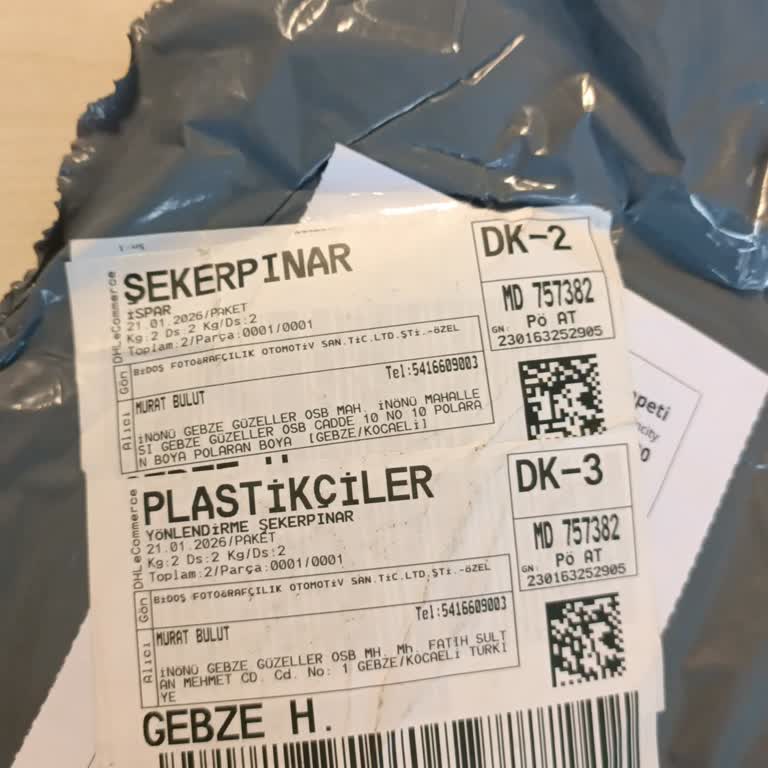 DHLeCommerce
ŞEKERPINAR
İSPAR
21.01.2026/PAKET
Kg:2 Ds:2 Kg/Ds:2
Toplam:2/Parça:0001/0001
DK-2
MD 757382
PÖ AT
GN: 230163252905
Gön
BİDOŞ FOTOĞRAFÇILIK OTOMOTİV SAN.TİC.LTD.ŞTİ.-ÖZEL
Tel:5416609003
Alıcı
MURAT BULUT
İNÖNÜ GEBZE GÜZELLER OSB MAH. İNÖNÜ MAHALLE
Sİ GEBZE GÜZELLER OSB CADDE 10 NO 10 POLARA
N BOYA POLARAN BOYA [GEBZE/KOCAELİ]
DHLeCommerce
PLASTİKÇİLER
YÖNLENDİRME ŞEKERPINAR
21.01.2026/PAKET
Kg:2 Ds:2 Kg/Ds:2
Toplam:2/Parça:0001/0001
DK-3
MD 757382
PÖ AT
GN: 230163252905
Gön
BİDOŞ FOTOĞRAFÇILIK OTOMOTİV SAN.TİC.LTD.ŞTİ.-ÖZEL
Tel:5416609003
Alıcı
MURAT BULUT
İNÖNÜ GEBZE GÜZELLER OSB MH. Mh. FATİH SULT
AN MEHMET CD. Cd. No: 1 GEBZE/KOCAELİ TÜRKİ
YE
GEBZE H.